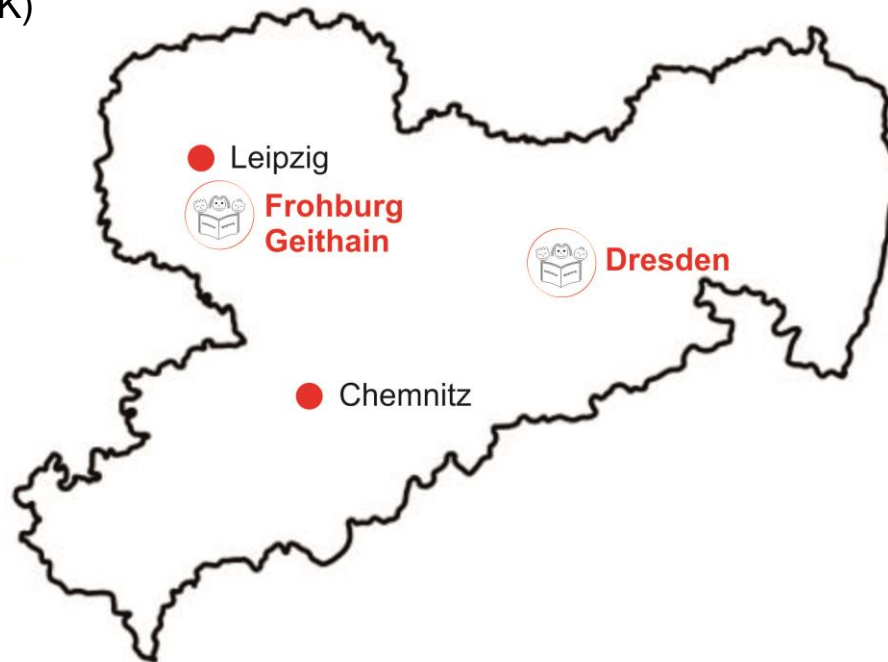 K)
Leipzig
Frohburg
Geithain
Dresden
Chemnitz